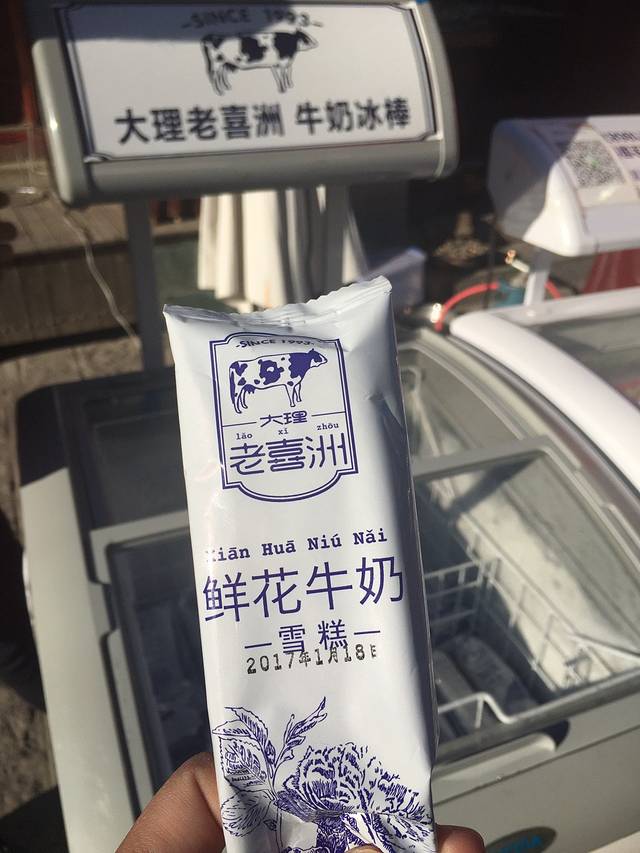 -SINCE 1993-
大理老喜洲 牛奶冰棒
-SINCE 1993-
大理
lǎo xǐ zhōu
老喜洲
Xiān Huā Niú Nǎi
鲜花牛奶
雪糕
2017年1月18日